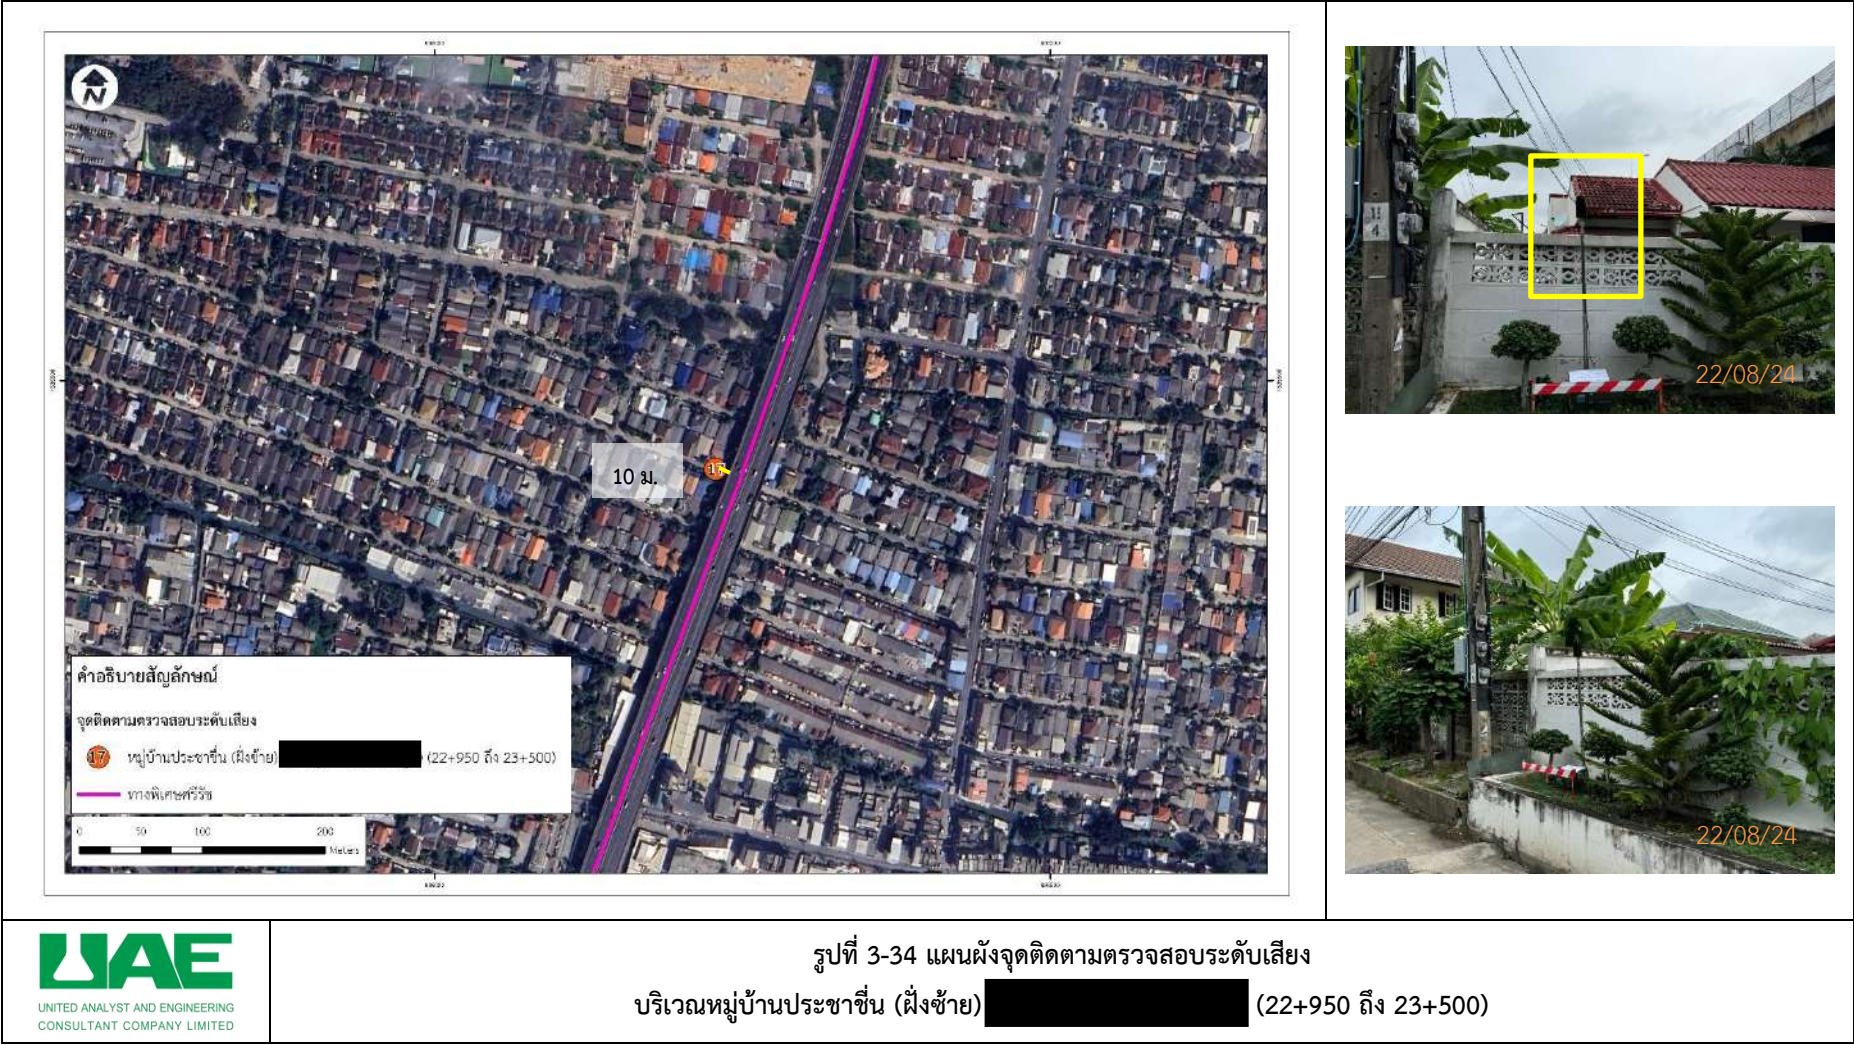 N
10 ม.
17
คำอธิบายสัญลักษณ์
จุดติดตามตรวจสอบระดับเสียง
17 หมู่บ้านประชาชื่น (ฝั่งซ้าย) (22+950 ถึง 23+500)
ทางพิเศษศรีรัช
0 50 100 200
Meters
22/08/24
22/08/24
UAE
UNITED ANALYST AND ENGINEERING
CONSULTANT COMPANY LIMITED
รูปที่ 3-34 แผนผังจุดติดตามตรวจสอบระดับเสียง
บริเวณหมู่บ้านประชาชื่น (ฝั่งซ้าย) (22+950 ถึง 23+500)